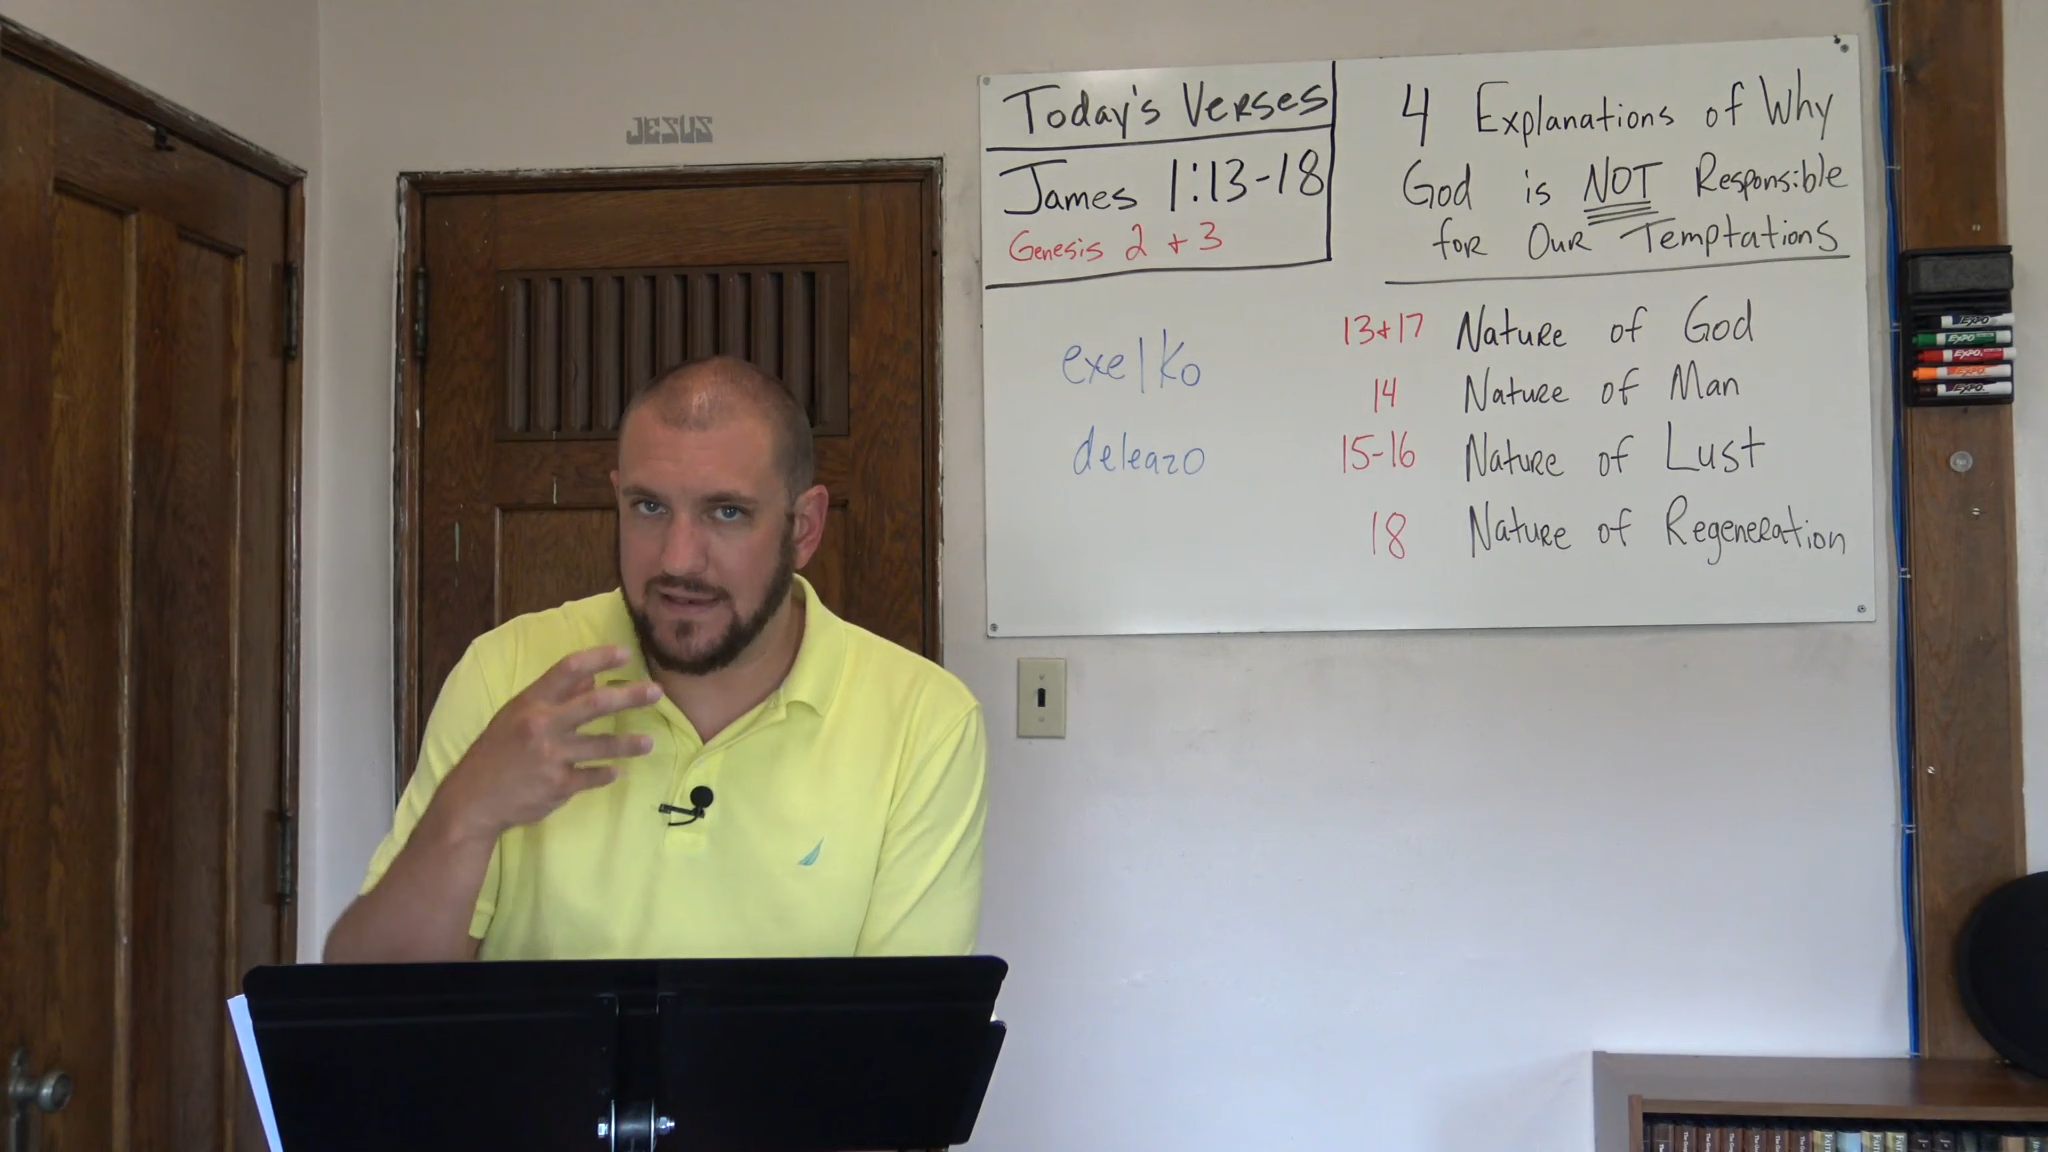 JESUS
Today's Verses
James 1:13-18
Genesis 2 + 3
exelko
deleazo
4 Explanations of Why
God is NOT Responsible
for Our Temptations
13+17 Nature of God
14 Nature of Man
15-16 Nature of Lust
18 Nature of Regeneration
EXPO
EXPO
EXPO
EXPO
EXPO